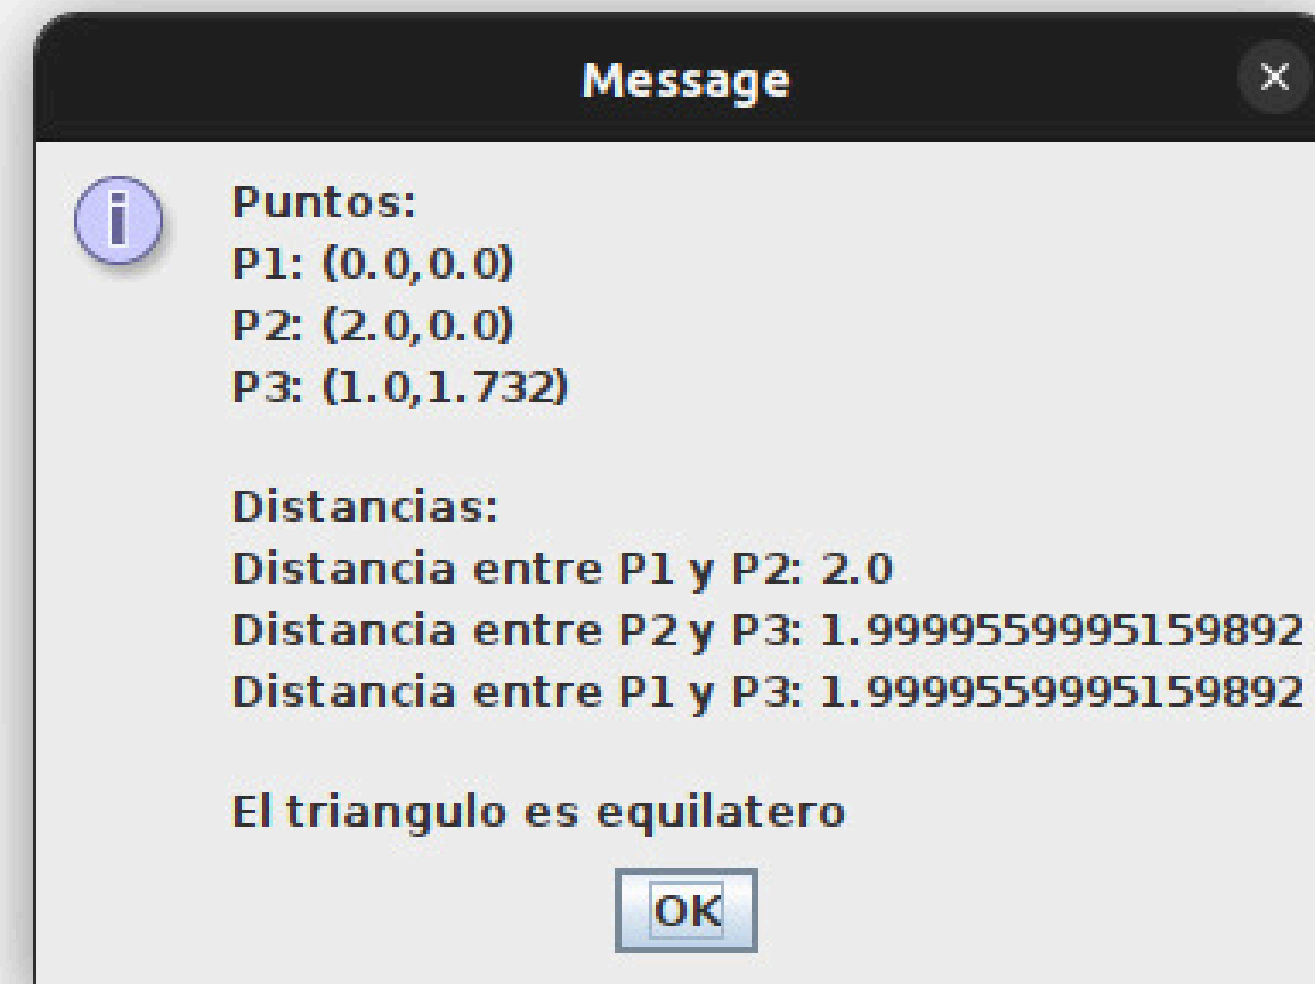 Message
Puntos:
P1: (0.0,0.0)
P2: (2.0,0.0)
P3: (1.0,1.732)
Distancias:
Distancia entre P1 y P2: 2.0
Distancia entre P2 y P3: 1.9999559995159892
Distancia entre P1 y P3: 1.9999559995159892
El triangulo es equilatero
OK